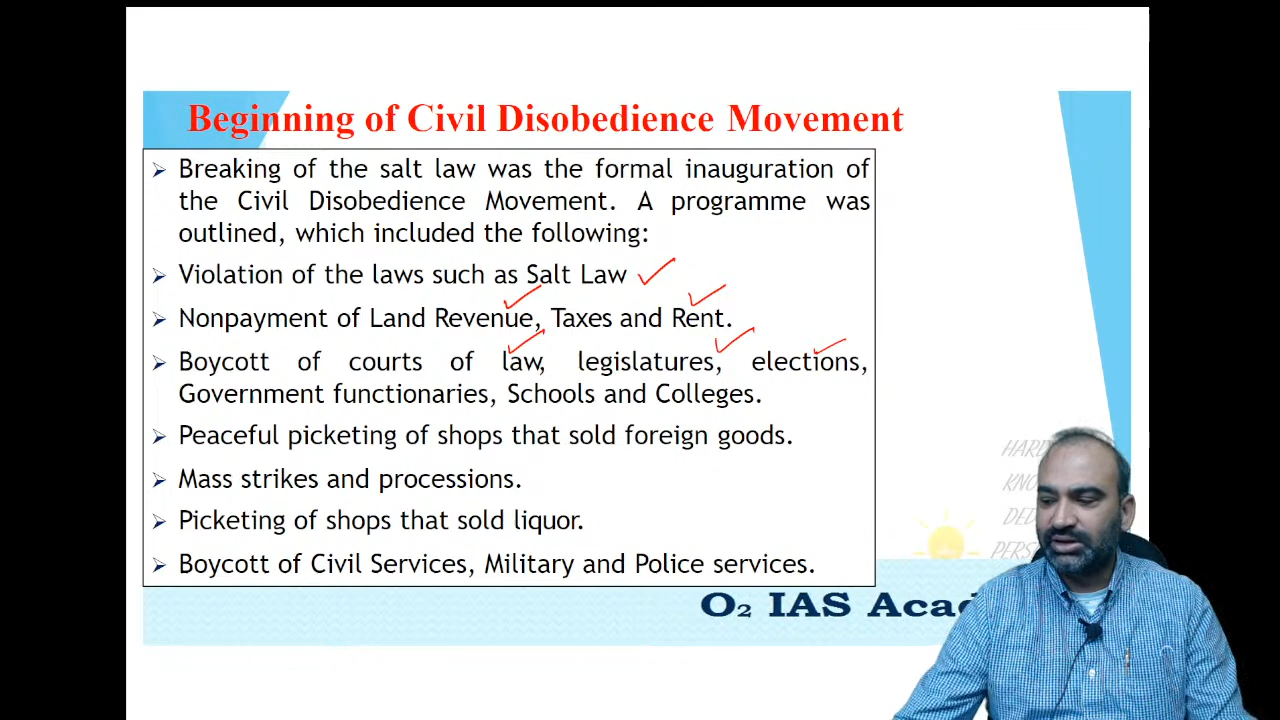 Beginning of Civil Disobedience Movement
➢ Breaking of the salt law was the formal inauguration of
the Civil Disobedience Movement. A programme was
outlined, which included the following:
➢ Violation of the laws such as Salt Law
➢ Nonpayment of Land Revenue, Taxes and Rent.
➢ Boycott of courts of law, legislatures, elections,
Government functionaries, Schools and Colleges.
➢ Peaceful picketing of shops that sold foreign goods.
➢ Mass strikes and processions.
➢ Picketing of shops that sold liquor.
➢ Boycott of Civil Services, Military and Police services.
O₂ IAS